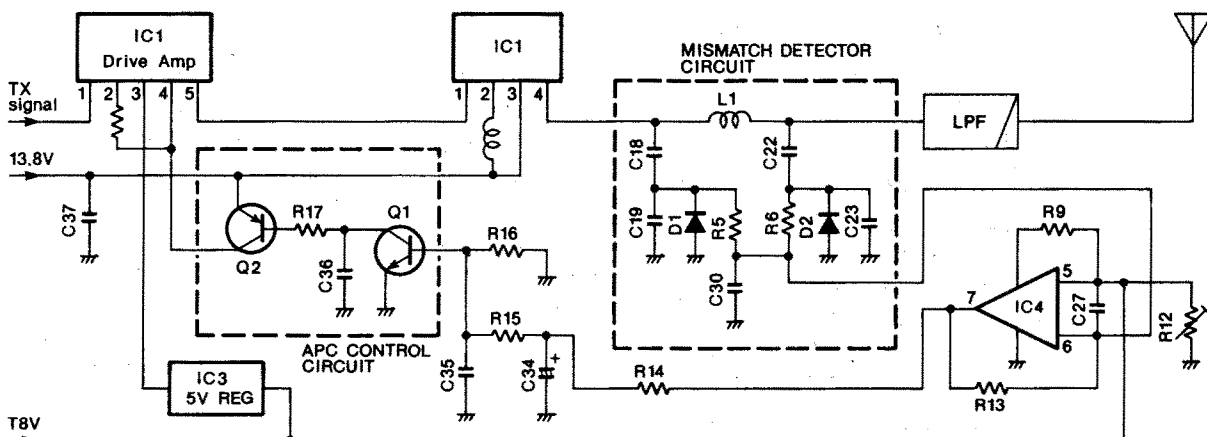 IC1
Drive Amp
IC1
MISMATCH DETECTOR
CIRCUIT
TX
signal
1 2 3 4 5
1 2 3 4
L1
LPF
C18
C22
13.8V
C37
R17
Q1
Q2
C36
R16
C19
D1
R5
R6
D2
C23
C30
R9
7
5
IC4
6
C27
R12
APC CONTROL
CIRCUIT
R15
C35
C34
+
R14
R13
IC3
5V REG
T8V